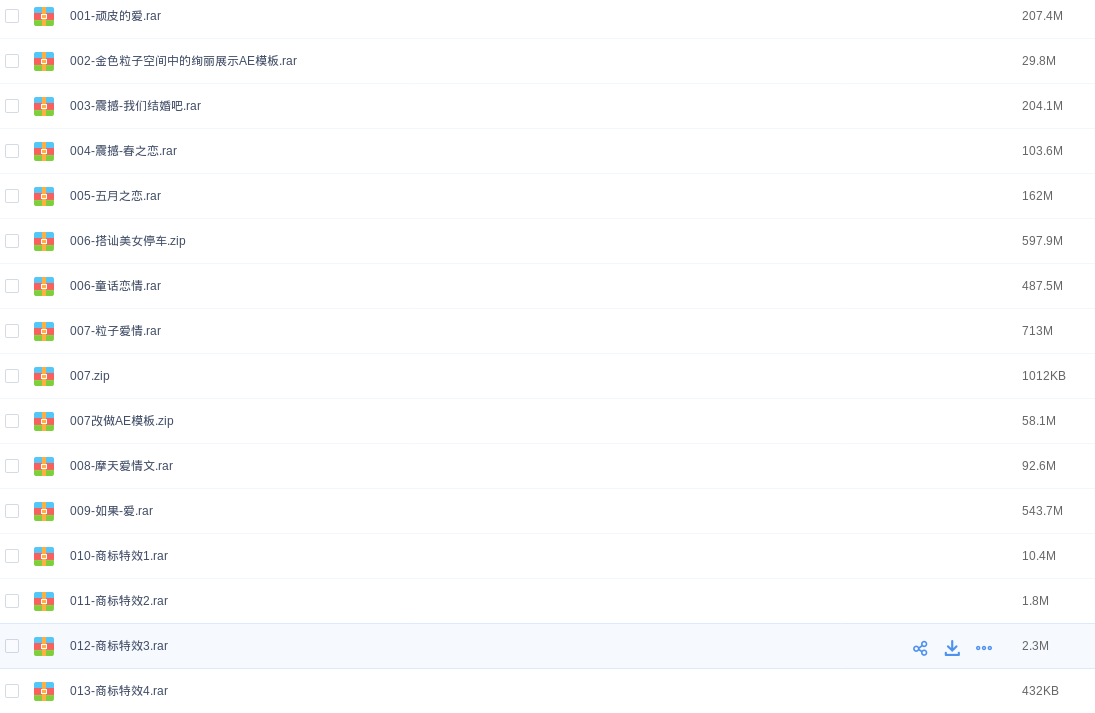 001-顽皮的爱.rar 207.4M
002-金色粒子空间中的绚丽展示AE模板.rar 29.8M
003-震撼-我们结婚吧.rar 204.1M
004-震撼-春之恋.rar 103.6M
005-五月之恋.rar 162M
006-搭讪美女停车.zip 597.9M
006-童话恋情.rar 487.5M
007-粒子爱情.rar 713M
007.zip 1012KB
007改做AE模板.zip 58.1M
008-摩天爱情文.rar 92.6M
009-如果-爱.rar 543.7M
010-商标特效1.rar 10.4M
011-商标特效2.rar 1.8M
012-商标特效3.rar 2.3M
013-商标特效4.rar 432KB